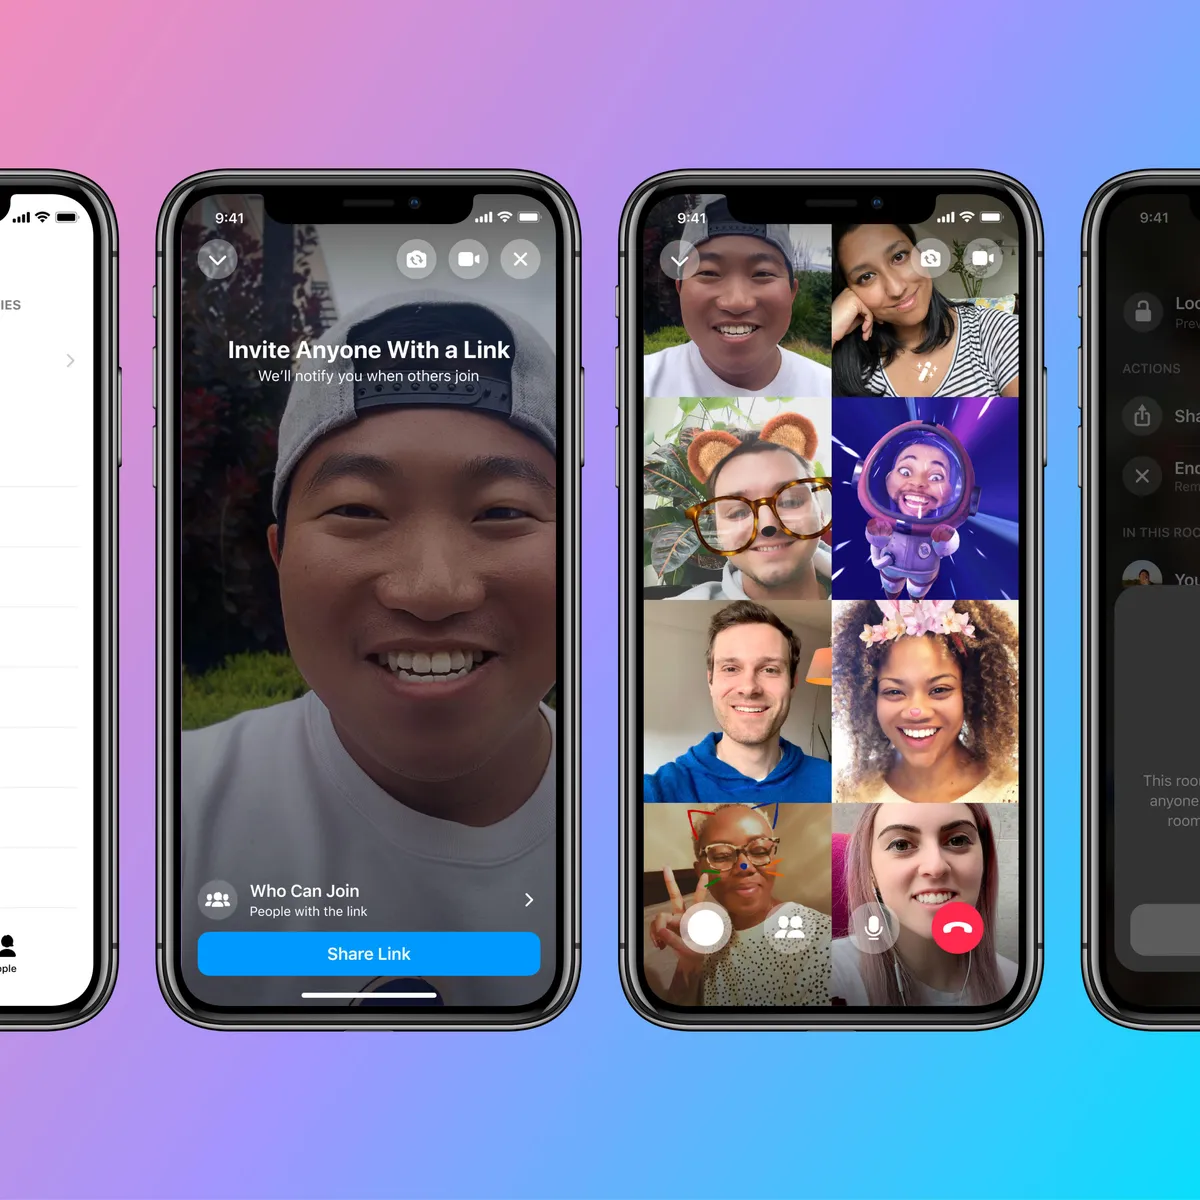 IES
ople
9:41
Invite Anyone With a Link
We'll notify you when others join
Who Can Join
People with the link
Share Link
9:41
9:41
Loc
Prev
ACTIONS
Sha
End
Rem
IN THIS ROO
You
This roo
anyone
room